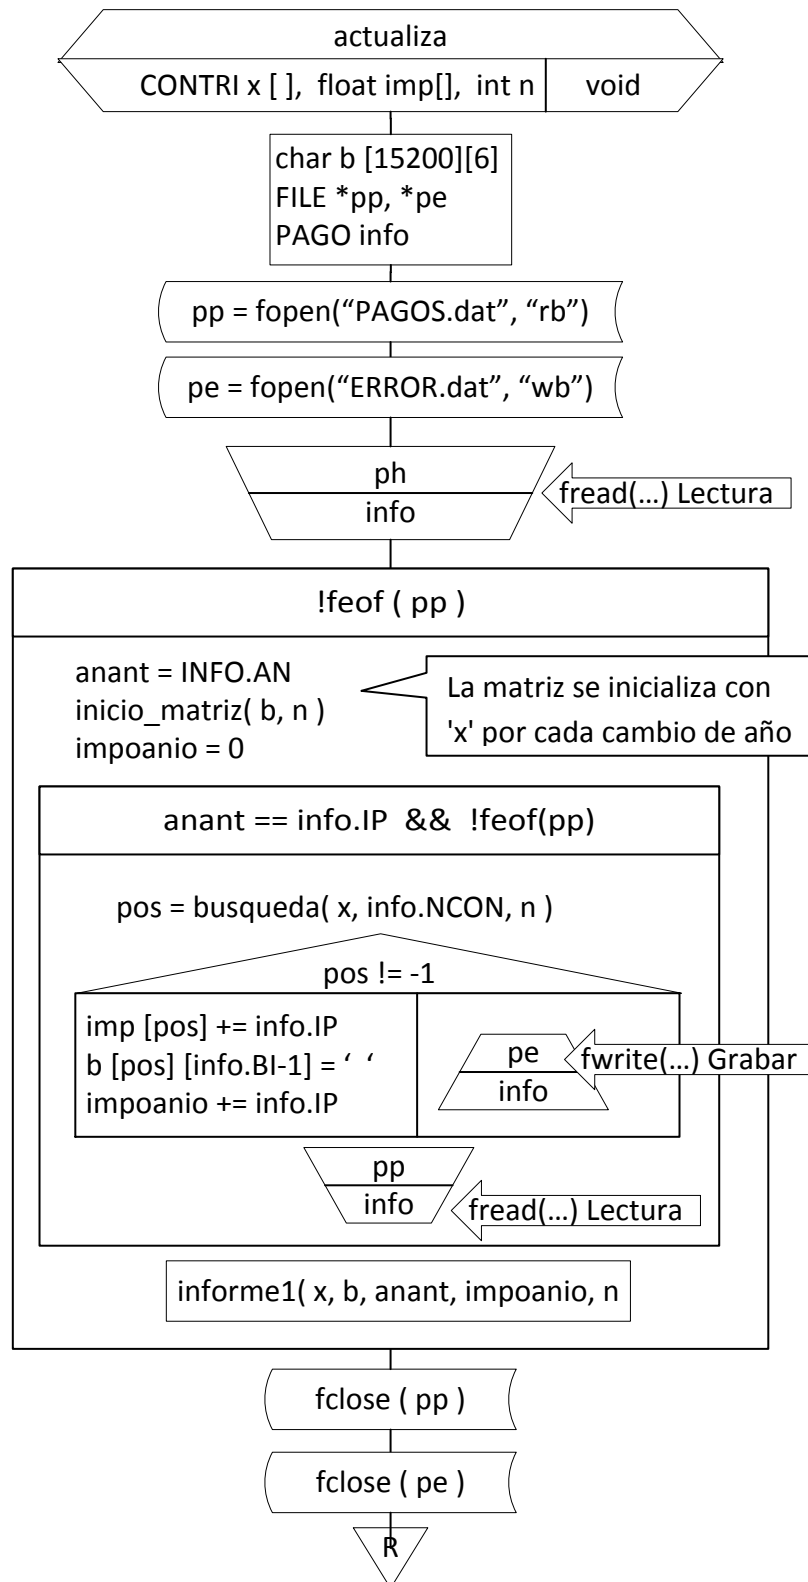 actualiza
CONTRI x [ ], float imp[], int n
void
char b [15200][6]
FILE *pp, *pe
PAGO info
pp = fopen(“PAGOS.dat”, “rb”)
pe = fopen(“ERROR.dat”, “wb”)
ph
info
fread(...) Lectura
!feof ( pp )
anant = INFO.AN
inicio_matriz( b, n )
impoanio = 0
La matriz se inicializa con
'x' por cada cambio de año
anant == info.IP && !feof(pp)
pos = busqueda( x, info.NCON, n )
pos != -1
imp [pos] += info.IP
b [pos] [info.BI-1] = ‘ ‘
impoanio += info.IP
pe
info
fwrite(...) Grabar
pp
info
fread(...) Lectura
informe1( x, b, anant, impoanio, n
fclose ( pp )
fclose ( pe )
R